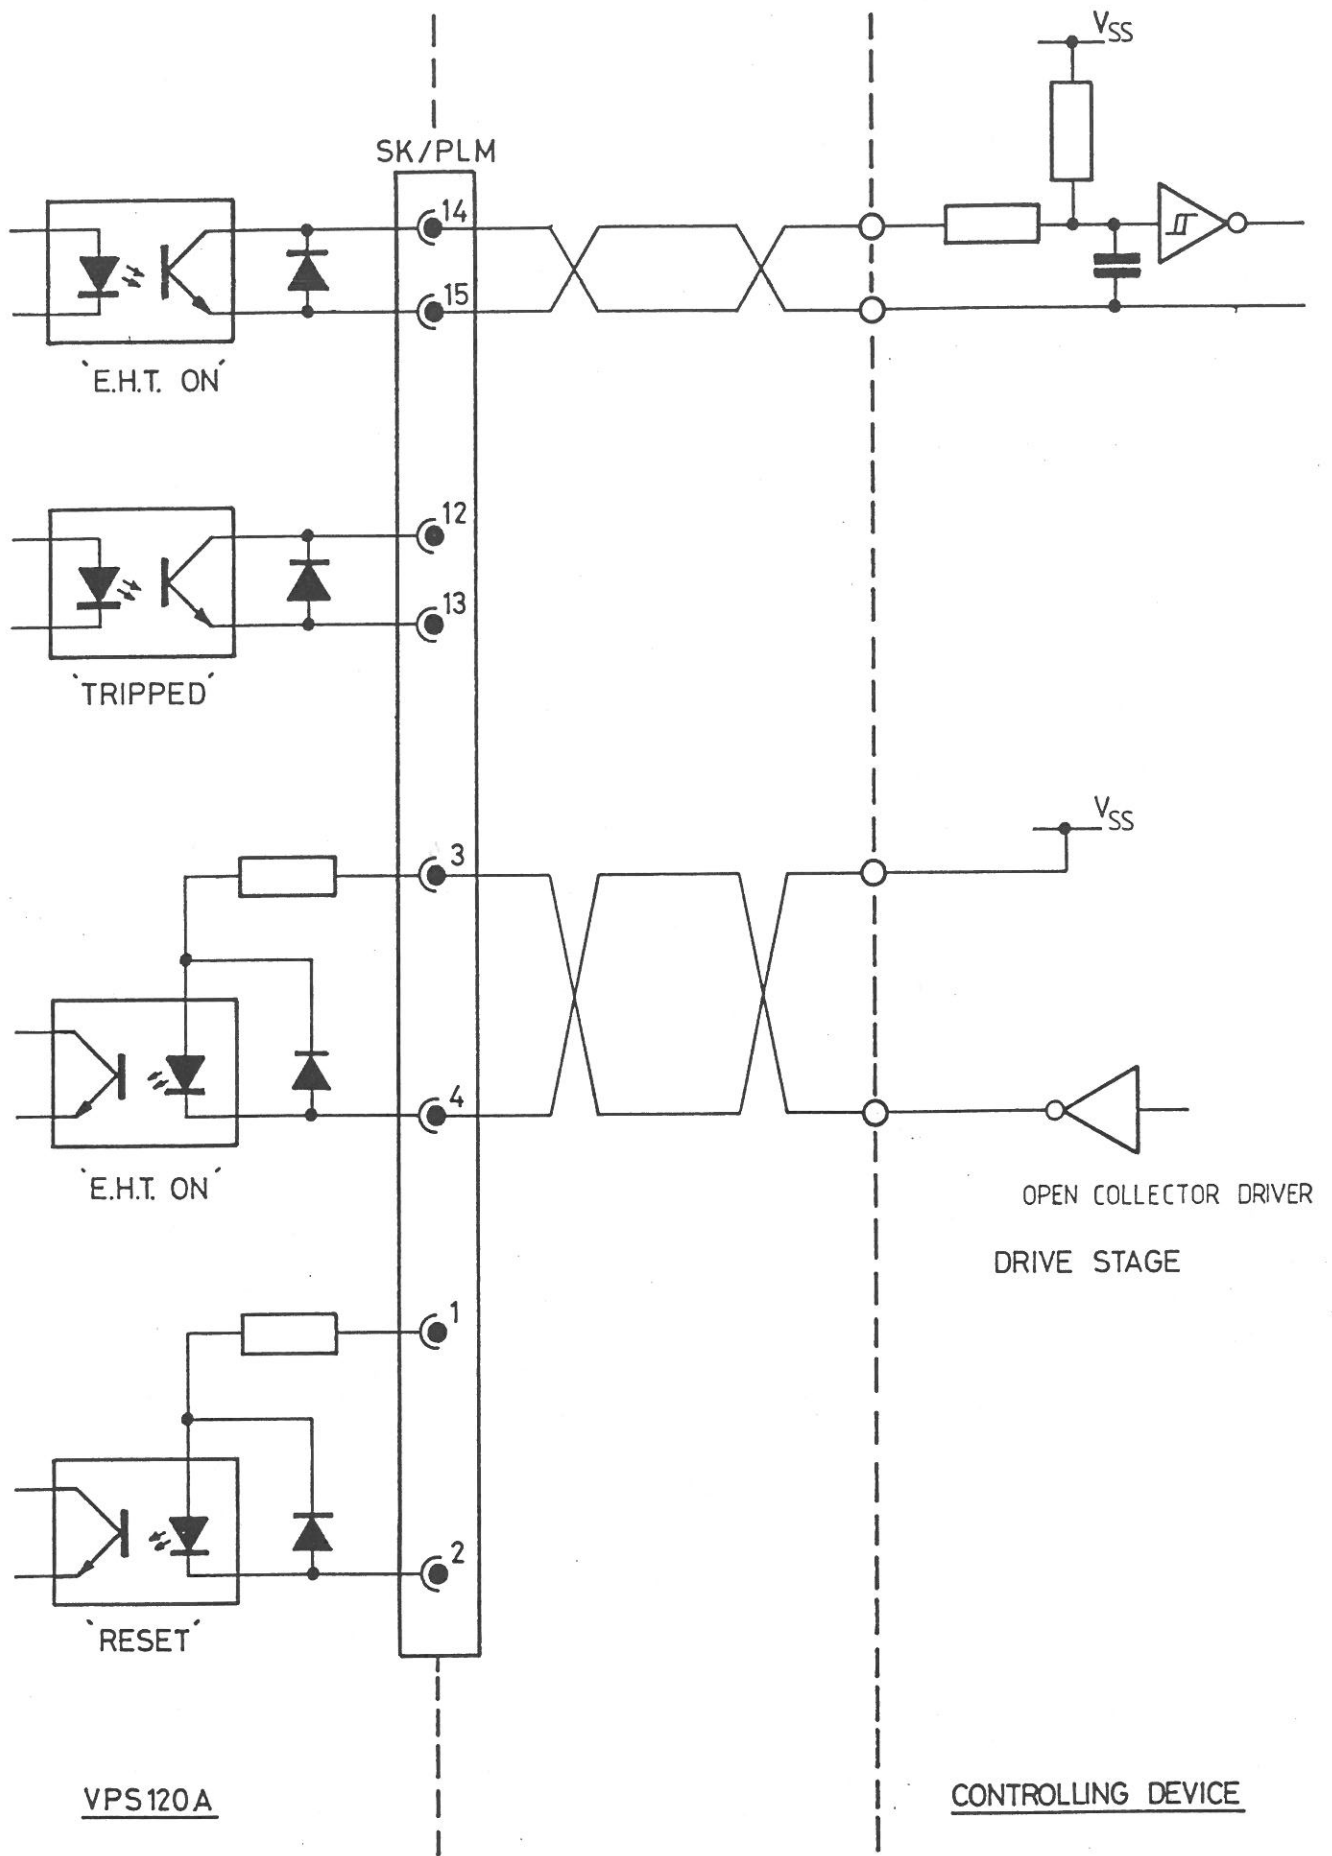 V_SS
SK/PLM
14
15
`E.H.T. ON´
12
13
`TRIPPED´
V_SS
3
4
`E.H.T. ON´
OPEN COLLECTOR DRIVER
DRIVE STAGE
1
2
`RESET´
VPS120A
CONTROLLING DEVICE